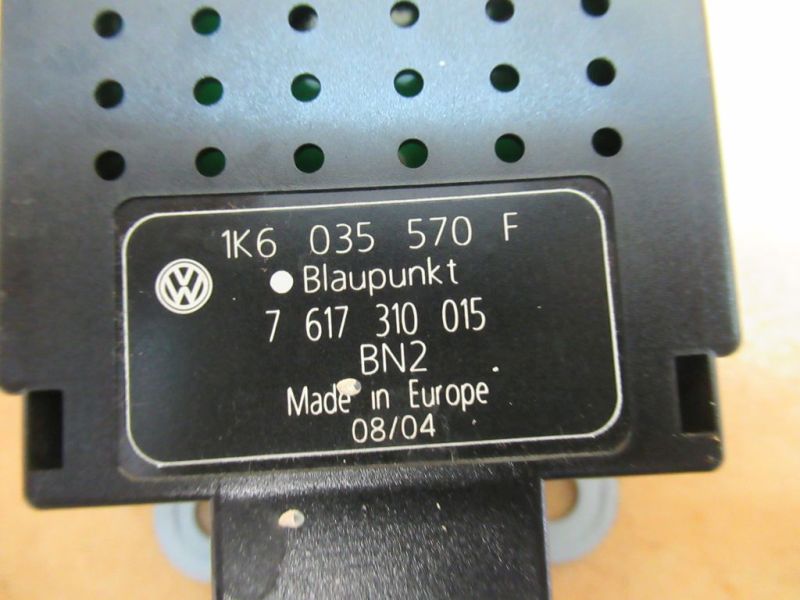 1K6 035 570 F
Blaupunkt
7 617 310 015
BN2
Made in Europe
08/04